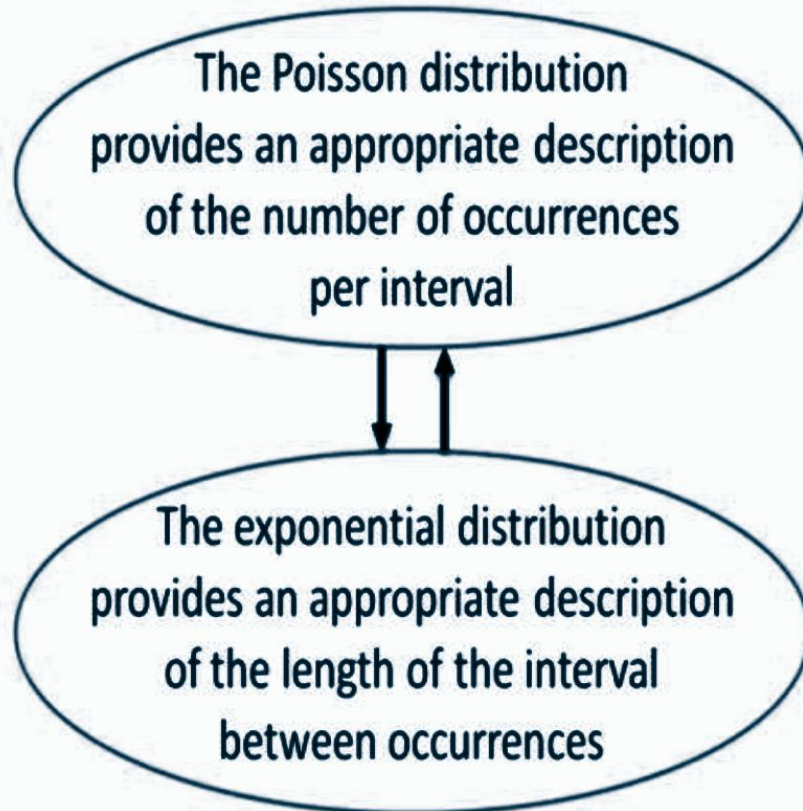 The Poisson distribution
provides an appropriate description
of the number of occurrences
per interval
The exponential distribution
provides an appropriate description
of the length of the interval
between occurrences